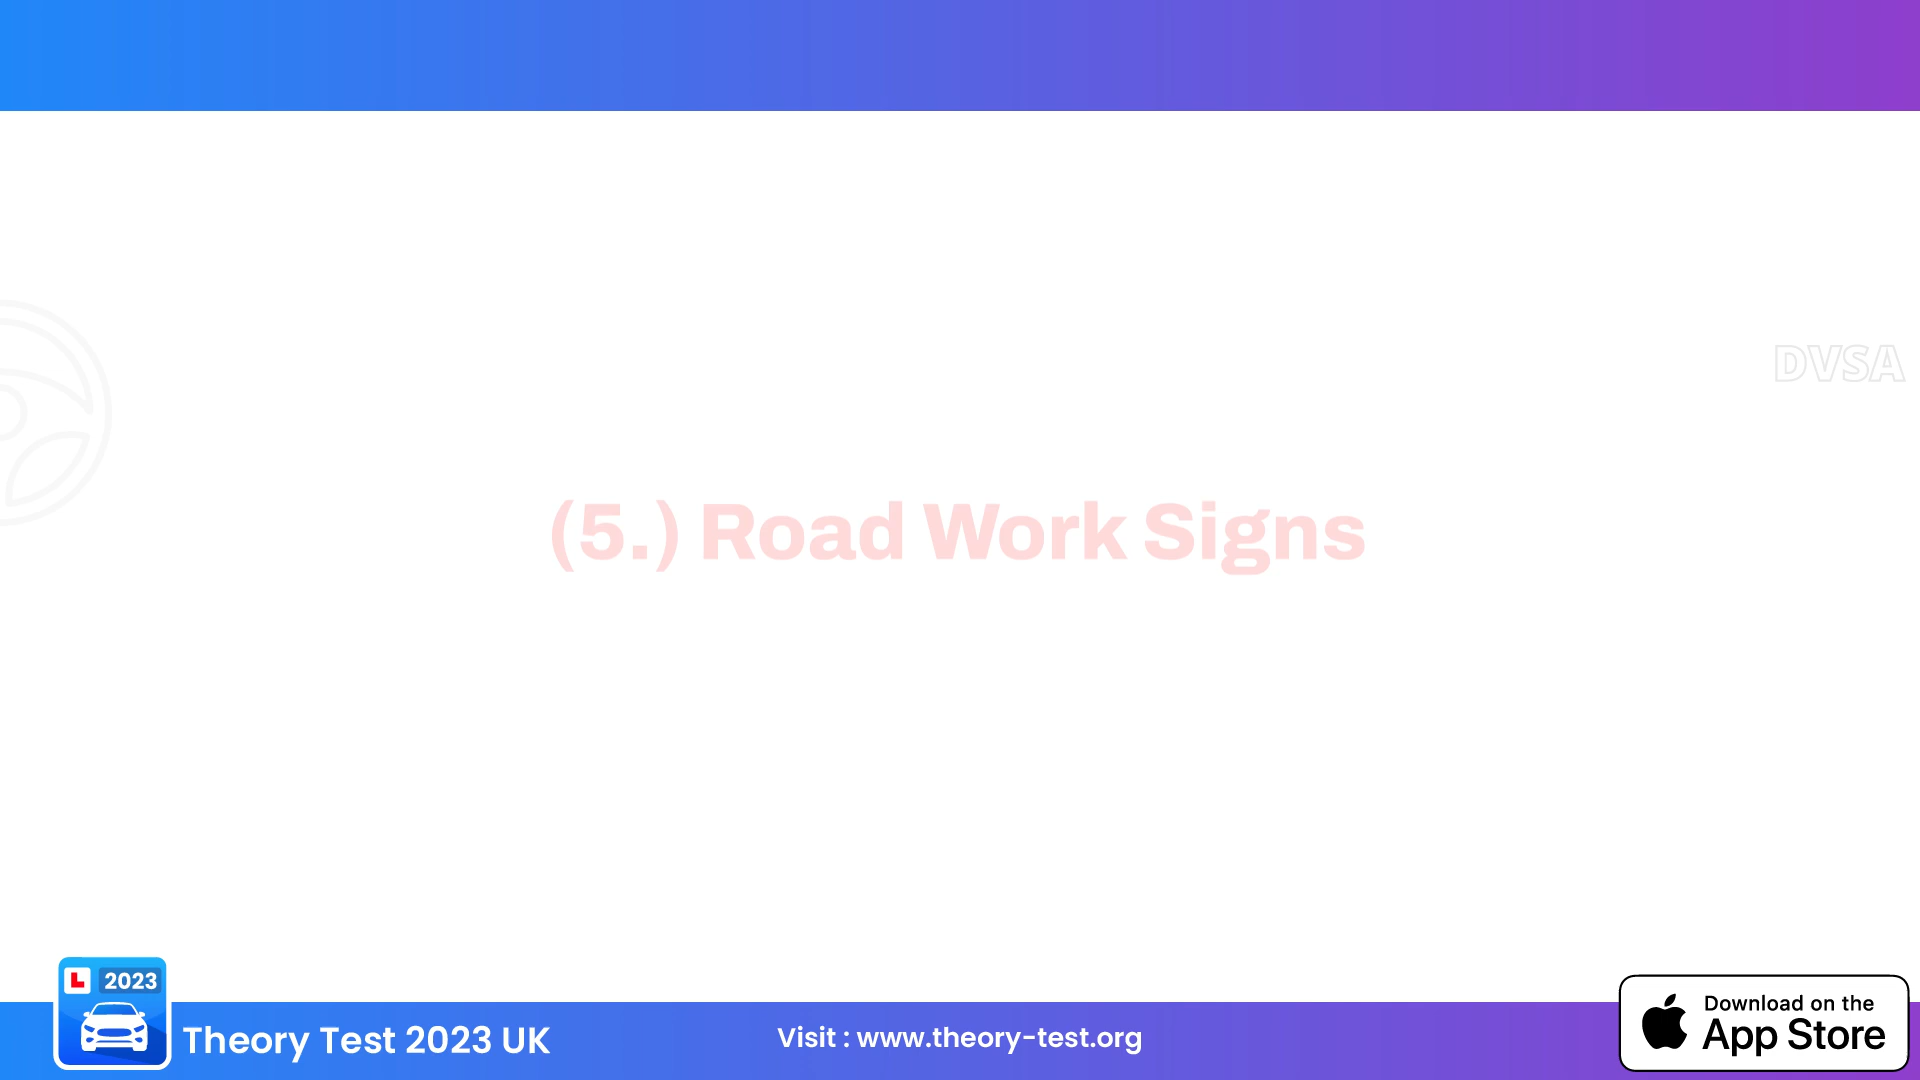 DVSA
(5.) Road Work Signs
L 2023
Theory Test 2023 UK
Visit : www.theory-test.org
Download on the
App Store